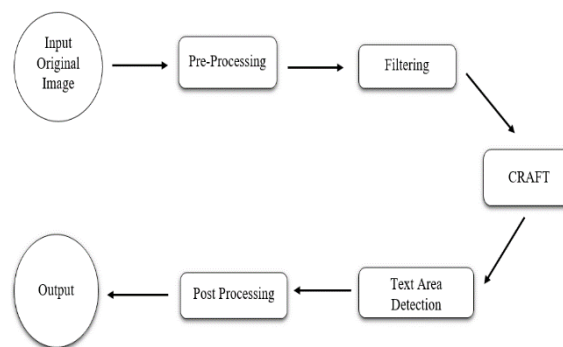 Input
Original
Image
Pre-Processing
Filtering
CRAFT
Text Area
Detection
Post Processing
Output